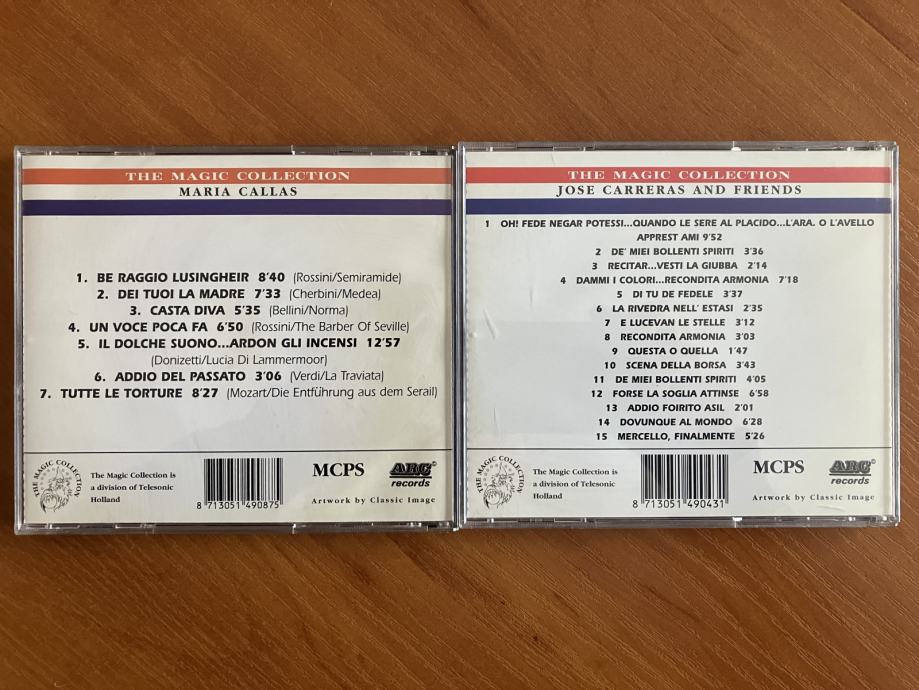 THE MAGIC COLLECTION
MARIA CALLAS
1. BE RAGGIO LUSINGHEIR 8'40 (Rossini/Semiramide)
2. DEI TUOI LA MADRE 7'33 (Cherbini/Medea)
3. CASTA DIVA 5'35 (Bellini/Norma)
4. UN VOCE POCA FA 6'50 (Rossini/The Barber Of Seville)
5. IL DOLCHE SUONO...ARDON GLI INCENSI 12'57
(Donizetti/Lucia Di Lammermoor)
6. ADDIO DEL PASSATO 3'06 (Verdi/La Traviata)
7. TUTTE LE TORTURE 8'27 (Mozart/Die Entführung aus dem Serail)
THE MAGIC COLLECTION
The Magic Collection is
a division of Telesonic
Holland
8 713051 490875
MCPS
ARC
records
Artwork by Classic Image
THE MAGIC COLLECTION
JOSE CARRERAS AND FRIENDS
1 OH! FEDE NEGAR POTESSI...QUANDO LE SERE AL PLACIDO...L'ARA. O L'AVELLO
APPREST AMI 9'52
2 DE' MIEI BOLLENTI SPIRITI 3'36
3 RECITAR...VESTI LA GIUBBA 2'14
4 DAMMI I COLORI...RECONDITA ARMONIA 7'18
5 DI TU DE FEDELE 3'37
6 LA RIVEDRA NELL' ESTASI 2'35
7 E LUCEVAN LE STELLE 3'12
8 RECONDITA ARMONIA 3'03
9 QUESTA O QUELLA 1'47
10 SCENA DELLA BORSA 3'43
11 DE MIEI BOLLENTI SPIRITI 4'05
12 FORSE LA SOGLIA ATTINSE 6'58
13 ADDIO FOIRITO ASIL 2'01
14 DOVUNQUE AL MONDO 6'28
15 MERCELLO, FINALMENTE 5'26
THE MAGIC COLLECTION
The Magic Collection is
a division of Telesonic
Holland
8 713051 490431
MCPS
ARC
records
Artwork by Classic Image